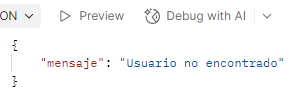 ON Preview Debug with AI
{
"mensaje": "Usuario no encontrado"
}